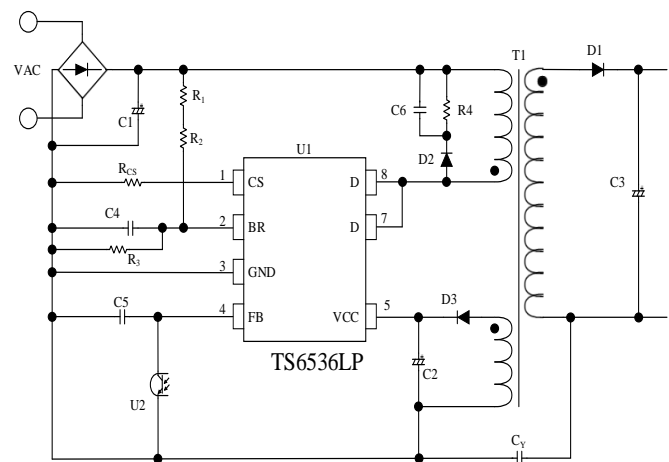 T1
D1
VAC
R1
C6
R4
C1
R2
U1
D2
RCS
1
CS
D
8
C3
C4
2
BR
D
7
R3
3
GND
C5
4
FB
VCC
5
D3
TS6536LP
C2
U2
CY